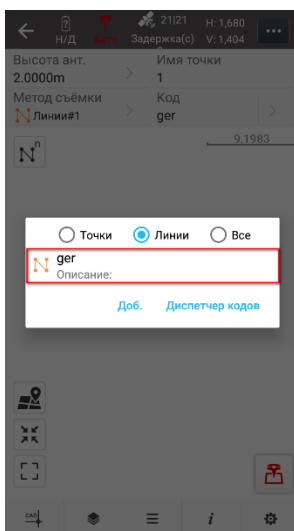 21|21 H: 1,680
Н/Д Авто Задержка(с) V: 1,404
Высота ант. Имя точки
2.0000m 1
Метод съёмки Код
Линии#1 ger
9.1983
Точки Линии Все
ger
Описание:
Доб. Диспетчер кодов
CAD